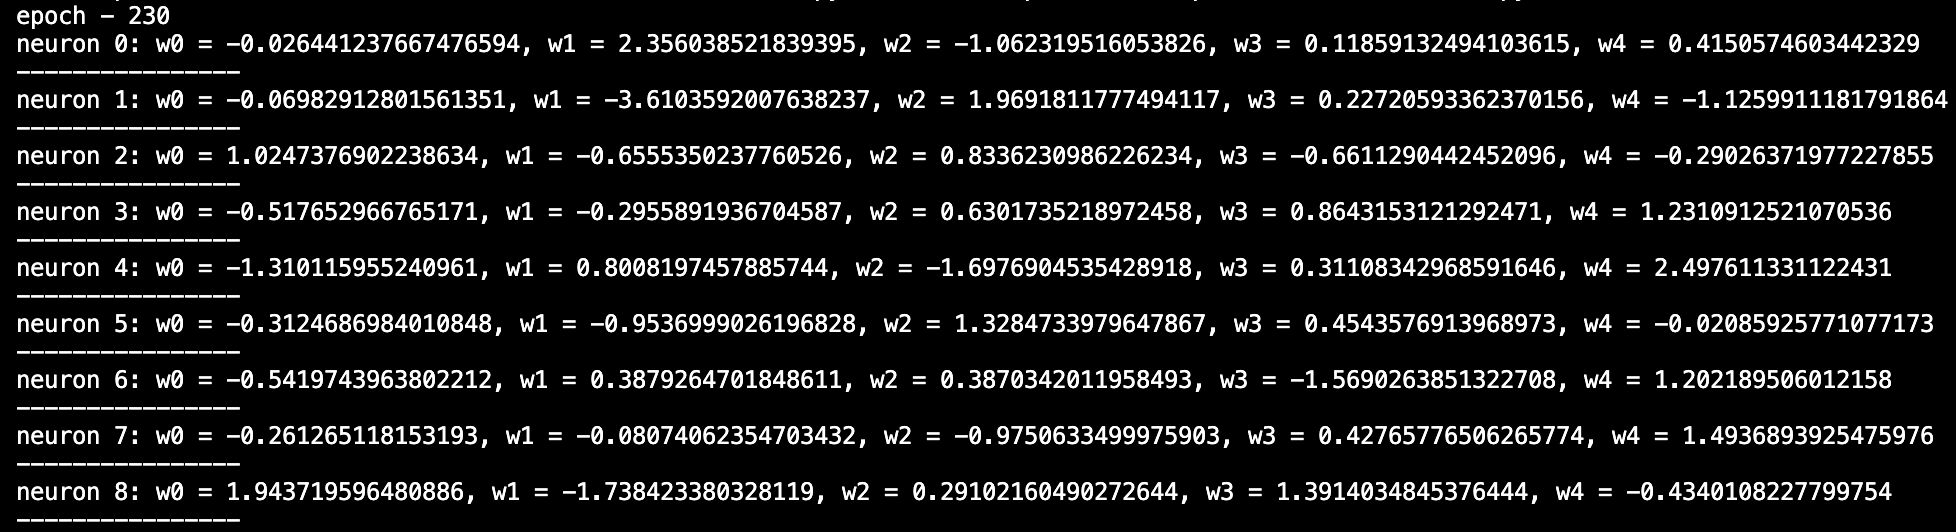 epoch - 230
neuron 0: w0 = -0.026441237667476594, w1 = 2.356038521839395, w2 = -1.062319516053826, w3 = 0.11859132494103615, w4 = 0.4150574603442329
----------------
neuron 1: w0 = -0.06982912801561351, w1 = -3.6103592007638237, w2 = 1.9691811777494117, w3 = 0.22720593362370156, w4 = -1.1259911181791864
----------------
neuron 2: w0 = 1.0247376902238634, w1 = -0.6555350237760526, w2 = 0.8336230986226234, w3 = -0.6611290442452096, w4 = -0.29026371977227855
----------------
neuron 3: w0 = -0.517652966765171, w1 = -0.2955891936704587, w2 = 0.6301735218972458, w3 = 0.8643153121292471, w4 = 1.2310912521070536
----------------
neuron 4: w0 = -1.310115955240961, w1 = 0.8008197457885744, w2 = -1.6976904535428918, w3 = 0.31108342968591646, w4 = 2.497611331122431
----------------
neuron 5: w0 = -0.3124686984010848, w1 = -0.9536999026196828, w2 = 1.3284733979647867, w3 = 0.4543576913968973, w4 = -0.02085925771077173
----------------
neuron 6: w0 = -0.5419743963802212, w1 = 0.3879264701848611, w2 = 0.3870342011958493, w3 = -1.5690263851322708, w4 = 1.202189506012158
----------------
neuron 7: w0 = -0.261265118153193, w1 = -0.08074062354703432, w2 = -0.9750633499975903, w3 = 0.42765776506265774, w4 = 1.4936893925475976
----------------
neuron 8: w0 = 1.943719596480886, w1 = -1.738423380328119, w2 = 0.29102160490272644, w3 = 1.3914034845376444, w4 = -0.4340108227799754
----------------